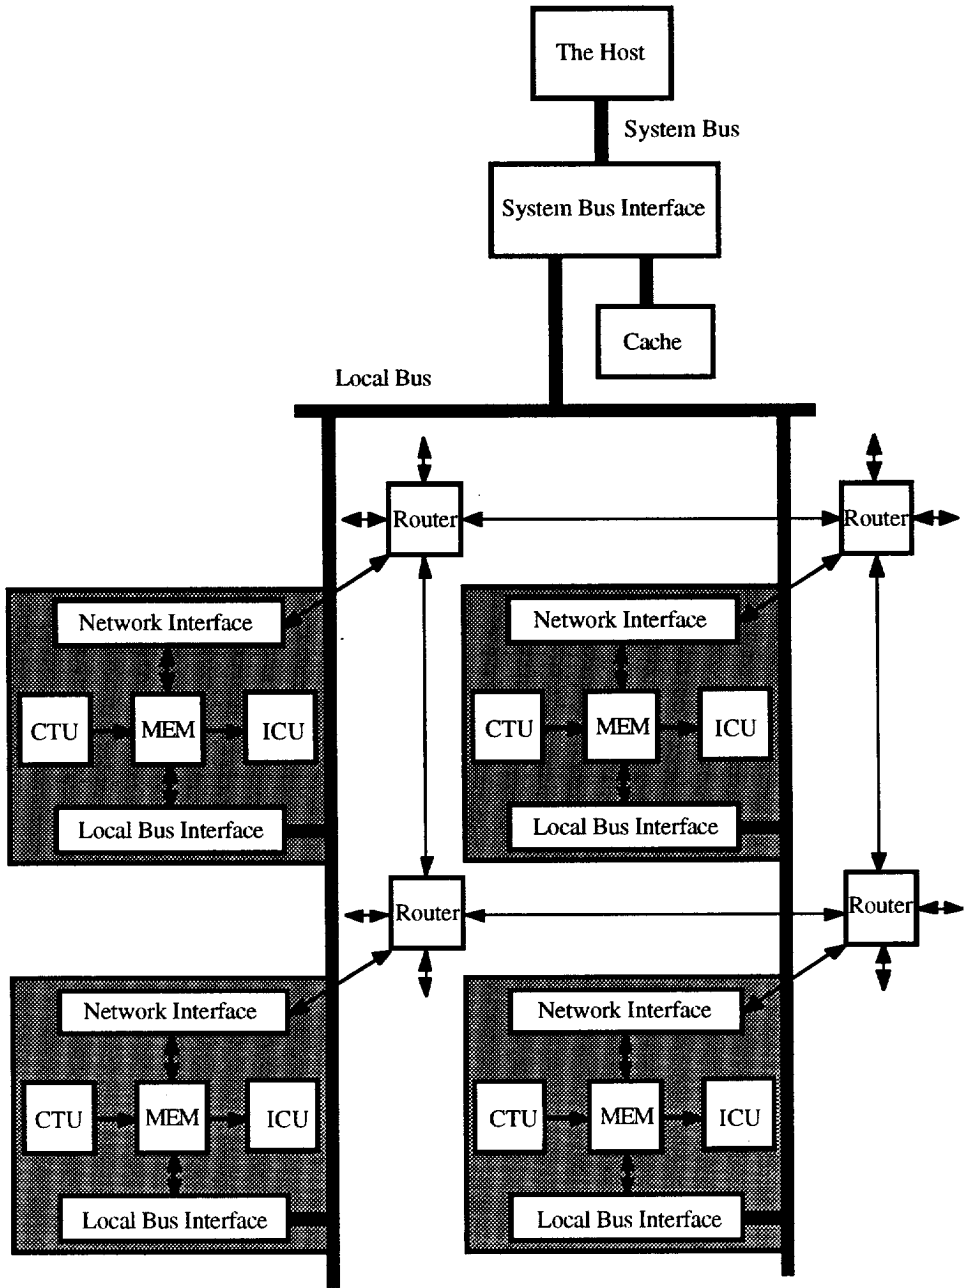 The Host
System Bus
System Bus Interface
Cache
Local Bus
Router
Router
Network Interface
Network Interface
CTU
MEM
ICU
CTU
MEM
ICU
Local Bus Interface
Local Bus Interface
Router
Router
Network Interface
Network Interface
CTU
MEM
ICU
CTU
MEM
ICU
Local Bus Interface
Local Bus Interface